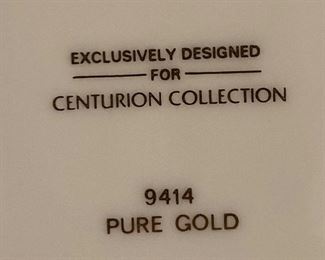 EXCLUSIVELY DESIGNED
FOR
CENTURION COLLECTION
9414
PURE GOLD